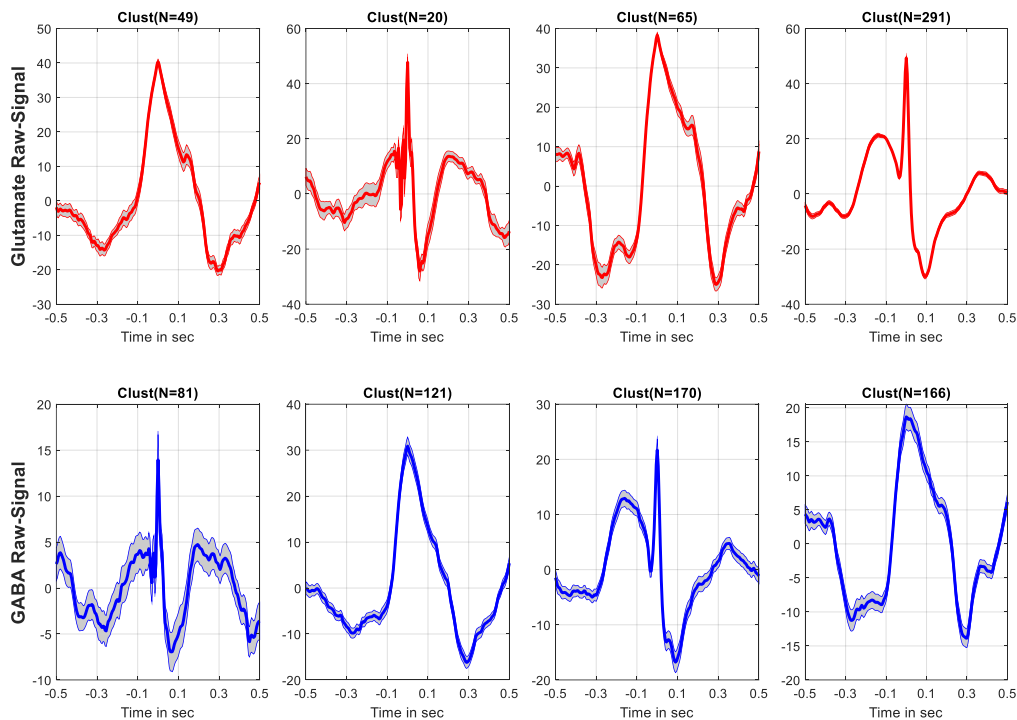 Clust(N=49) Clust(N=20) Clust(N=65) Clust(N=291)
Glutamate Raw-Signal
50 40 30 20 10 0 -10 -20 -30
60 40 20 0 -20 -40
40 30 20 10 0 -10 -20 -30
60 40 20 0 -20 -40
-0.5 -0.3 -0.1 0.1 0.3 0.5 -0.5 -0.3 -0.1 0.1 0.3 0.5 -0.5 -0.3 -0.1 0.1 0.3 0.5 -0.5 -0.3 -0.1 0.1 0.3 0.5
Time in sec Time in sec Time in sec Time in sec
Clust(N=81) Clust(N=121) Clust(N=170) Clust(N=166)
GABA Raw-Signal
20 15 10 5 0 -5 -10
40 30 20 10 0 -10 -20
30 20 10 0 -10 -20
20 15 10 5 0 -5 -10 -15 -20
-0.5 -0.3 -0.1 0.1 0.3 0.5 -0.5 -0.3 -0.1 0.1 0.3 0.5 -0.5 -0.3 -0.1 0.1 0.3 0.5 -0.5 -0.3 -0.1 0.1 0.3 0.5
Time in sec Time in sec Time in sec Time in sec